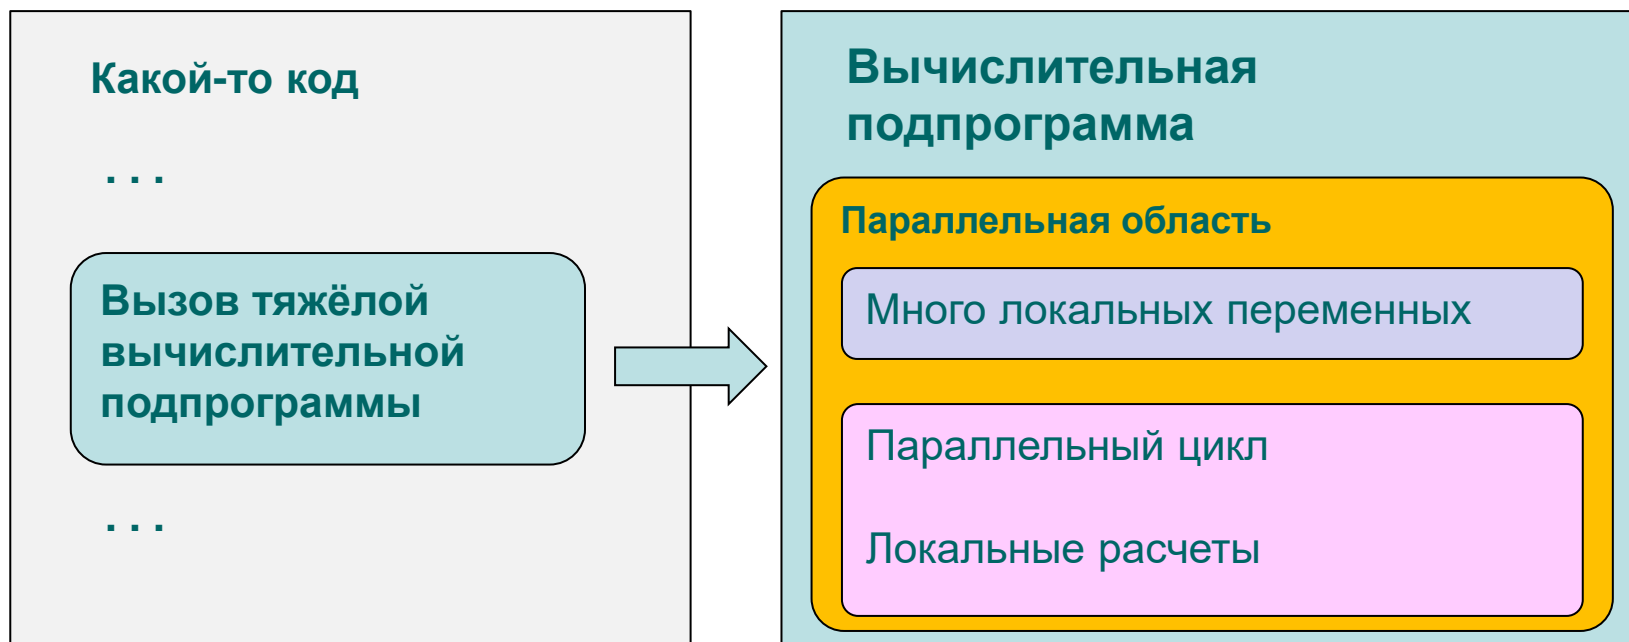 Какой-то код
. . .
Вызов тяжёлой
вычислительной
подпрограммы
. . .
Вычислительная
подпрограмма
Параллельная область
Много локальных переменных
Параллельный цикл
Локальные расчеты